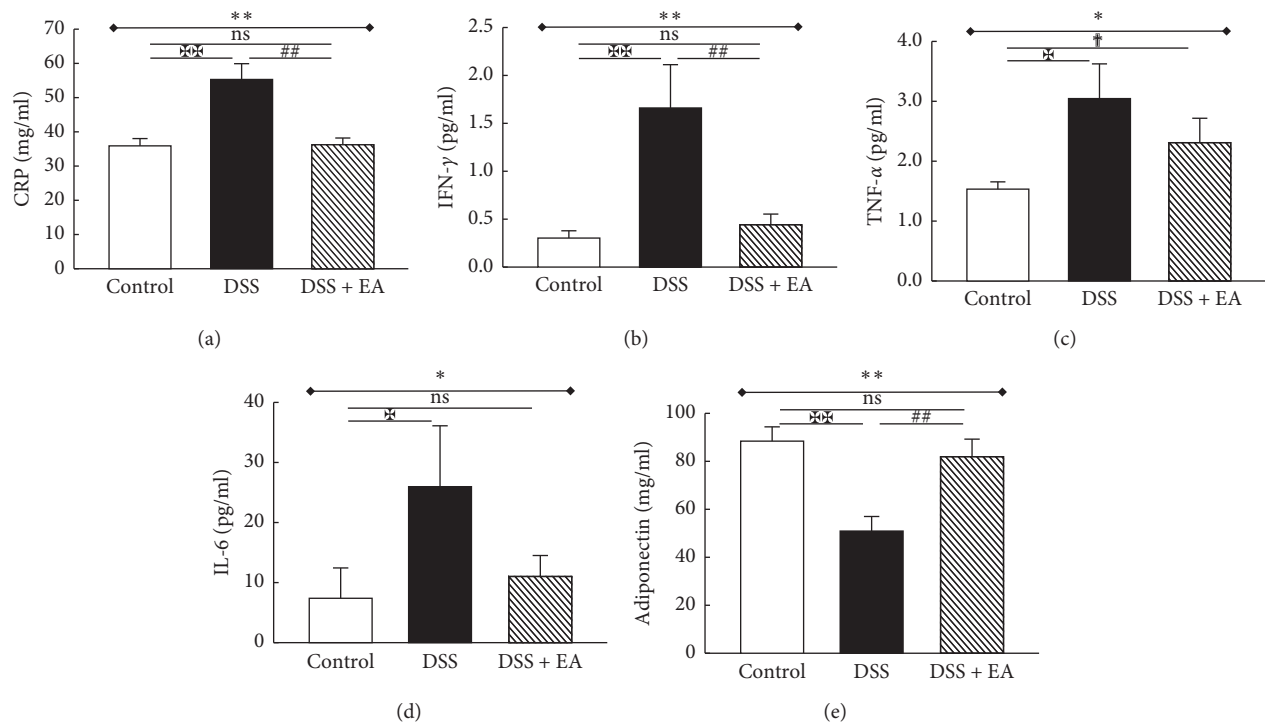 **
ns
✠✠ ##
CRP (mg/ml)
70
60
50
40
30
20
10
0
Control DSS DSS + EA
(a)
**
ns
✠✠ ##
IFN-γ (pg/ml)
2.5
2.0
1.5
1.0
0.5
0.0
Control DSS DSS + EA
(b)
*
⯐
✠
TNF-α (pg/ml)
4.0
3.0
2.0
1.0
0.0
Control DSS DSS + EA
(c)
*
ns
✠
IL-6 (pg/ml)
40
30
20
10
0
Control DSS DSS + EA
(d)
**
ns
✠✠ ##
Adiponectin (mg/ml)
100
80
60
40
20
0
Control DSS DSS + EA
(e)